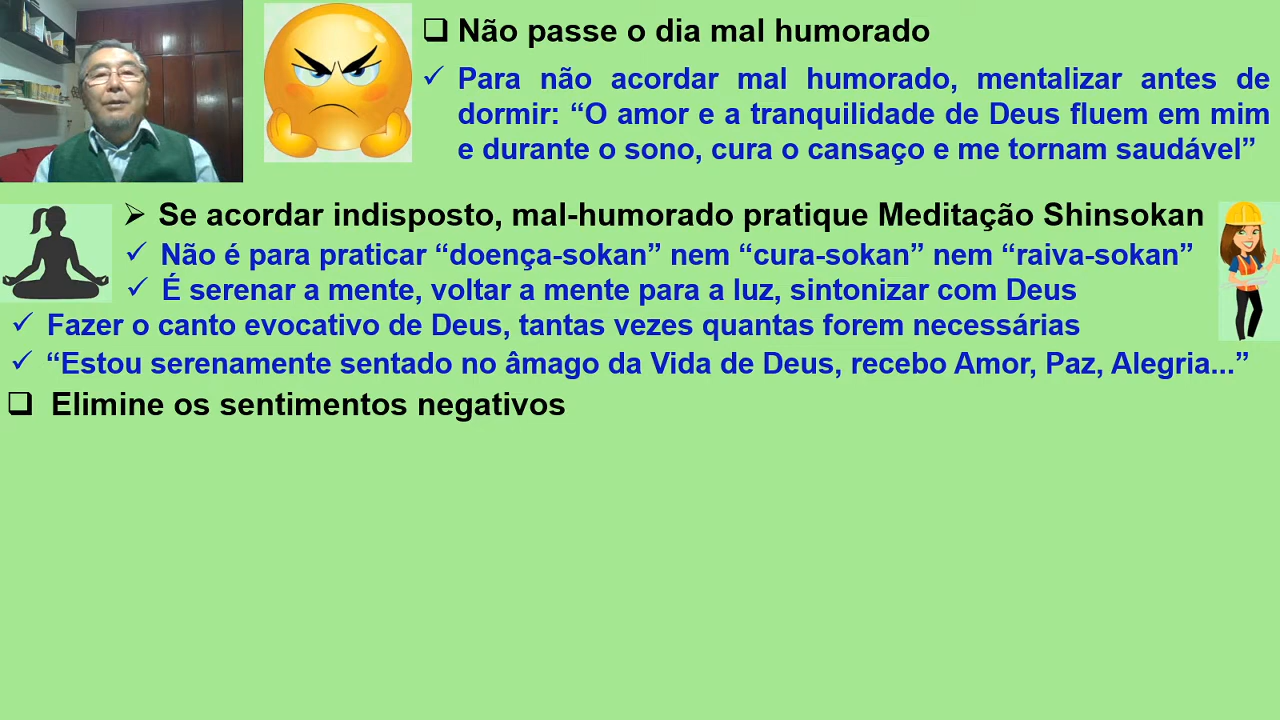 Não passe o dia mal humorado
Para não acordar mal humorado, mentalizar antes de
dormir: “O amor e a tranquilidade de Deus fluem em mim
e durante o sono, cura o cansaço e me tornam saudável”
Se acordar indisposto, mal-humorado pratique Meditação Shinsokan
Não é para praticar “doença-sokan” nem “cura-sokan” nem “raiva-sokan”
É serenar a mente, voltar a mente para a luz, sintonizar com Deus
Fazer o canto evocativo de Deus, tantas vezes quantas forem necessárias
“Estou serenamente sentado no âmago da Vida de Deus, recebo Amor, Paz, Alegria...”
Elimine os sentimentos negativos